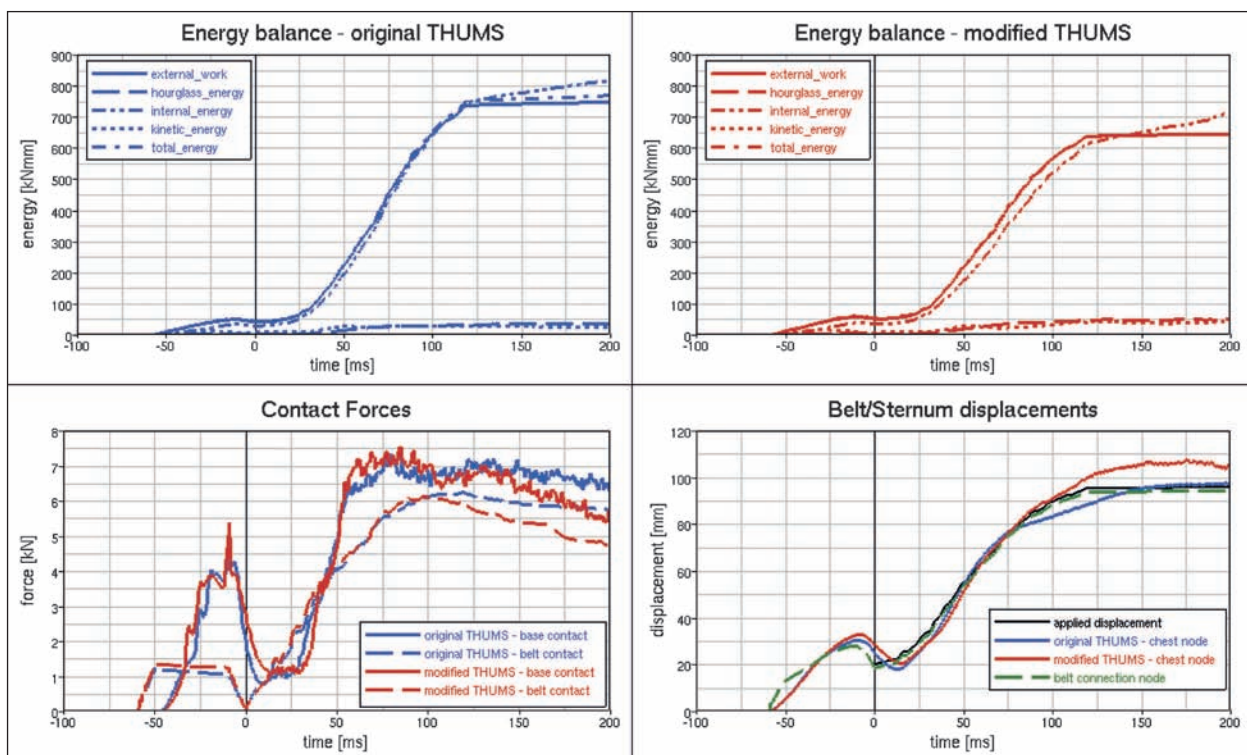 Energy balance - original THUMS
900
800
700
600
500
400
300
200
100
0
energy [kNmm]
external_work
hourglass_energy
internal_energy
kinetic_energy
total_energy
-100 -50 0 50 100 150 200
time [ms]
Energy balance - modified THUMS
900
800
700
600
500
400
300
200
100
0
energy [kNmm]
external_work
hourglass_energy
internal_energy
kinetic_energy
total_energy
-100 -50 0 50 100 150 200
time [ms]
Contact Forces
8
7
6
5
4
3
2
1
0
force [kN]
original THUMS - base contact
original THUMS - belt contact
modified THUMS - base contact
modified THUMS - belt contact
-100 -50 0 50 100 150 200
time [ms]
Belt/Sternum displacements
120
100
80
60
40
20
0
displacement [mm]
applied displacement
original THUMS - chest node
modified THUMS - chest node
belt connection node
-100 -50 0 50 100 150 200
time [ms]